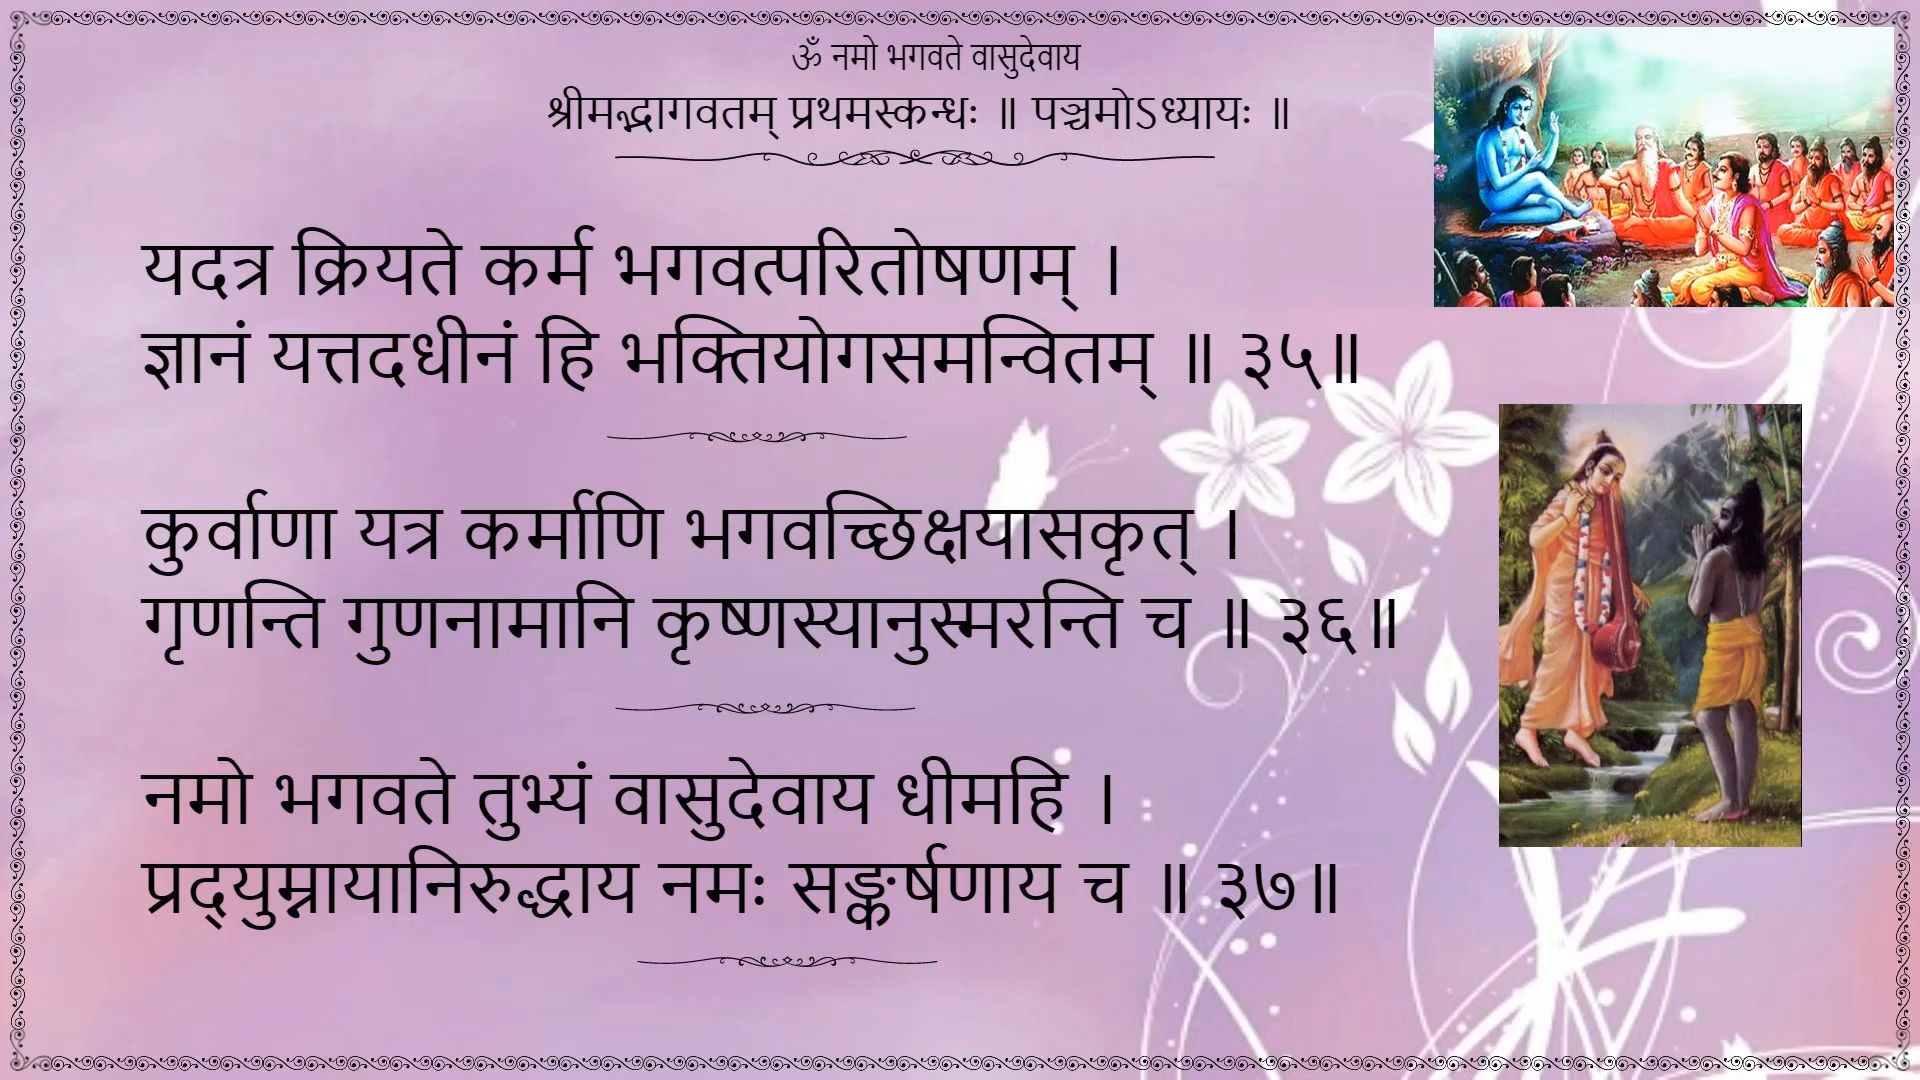 ॐ नमो भगवते वासुदेवाय
श्रीमद्भागवतम् प्रथमस्कन्धः ॥ पञ्चमोऽध्यायः ॥
यदत्र क्रियते कर्म भगवत्परितोषणम् ।
ज्ञानं यत्तदधीनं हि भक्तियोगसमन्वितम् ॥ ३५॥
कुर्वाणा यत्र कर्माणि भगवच्छिक्षयासकृत् ।
गृणन्ति गुणनामानि कृष्णस्यानुस्मरन्ति च ॥ ३६॥
नमो भगवते तुभ्यं वासुदेवाय धीमहि ।
प्रद्युम्नायानिरुद्धाय नमः सङ्कर्षणाय च ॥ ३७॥